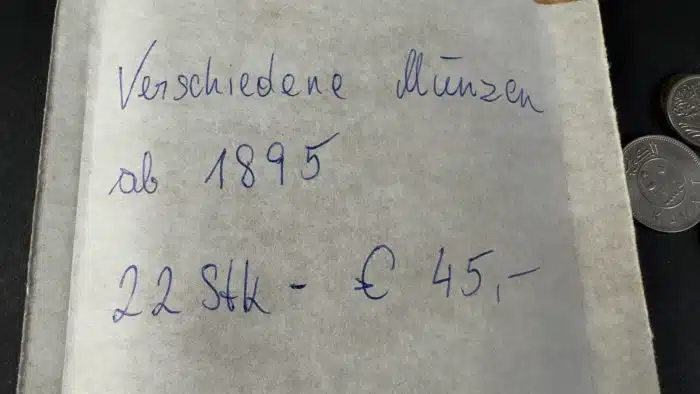 Verschiedene Münzen
ab 1895
22 Stk - € 45,-